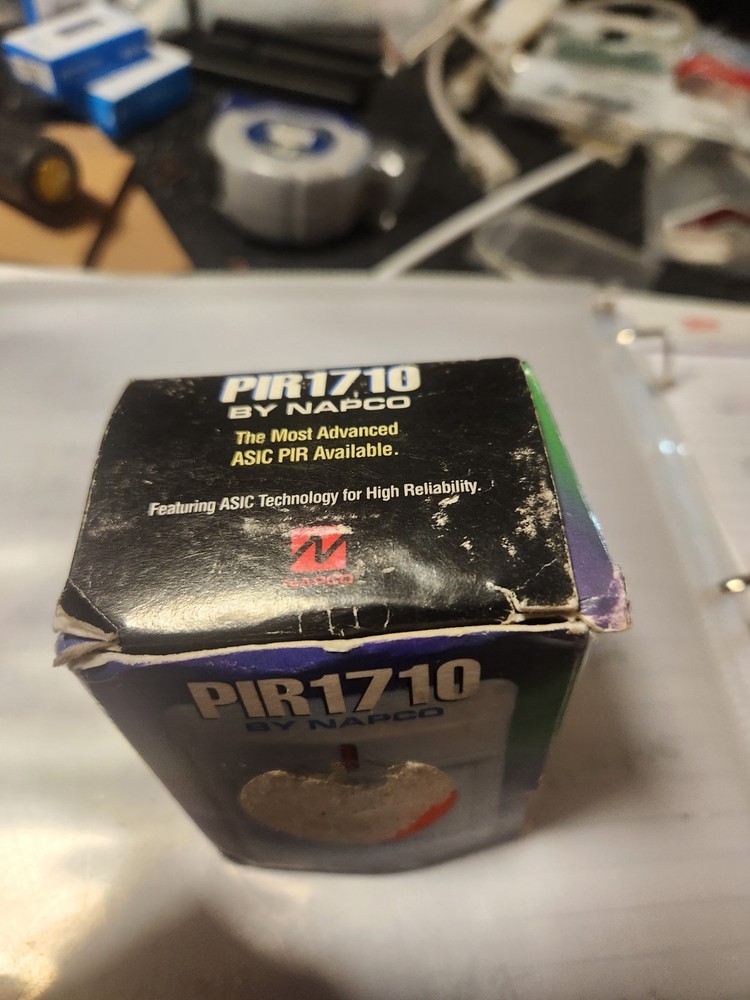 PIR1710
BY NAPCO
The Most Advanced
ASIC PIR Available.
Featuring ASIC Technology for High Reliability.
NAPCO
PIR1710
BY NAPCO